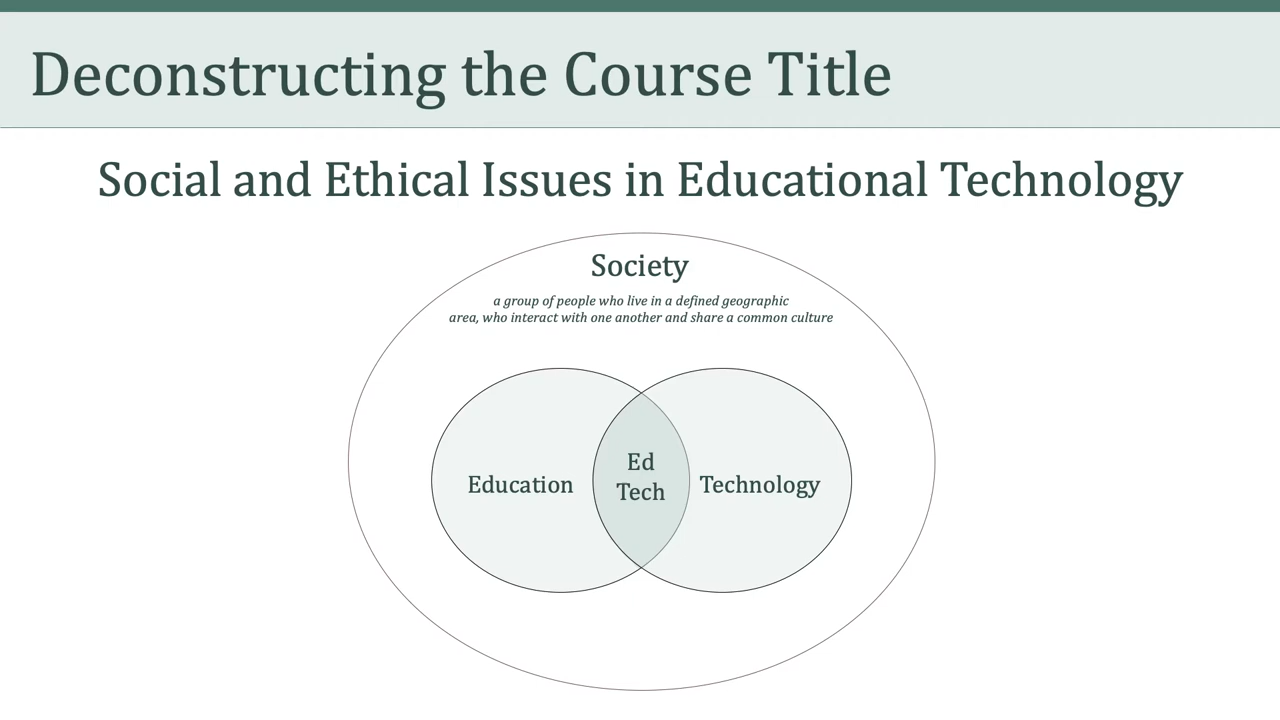 Deconstructing the Course Title
Social and Ethical Issues in Educational Technology
Society
a group of people who live in a defined geographic
area, who interact with one another and share a common culture
Education
Ed
Tech
Technology